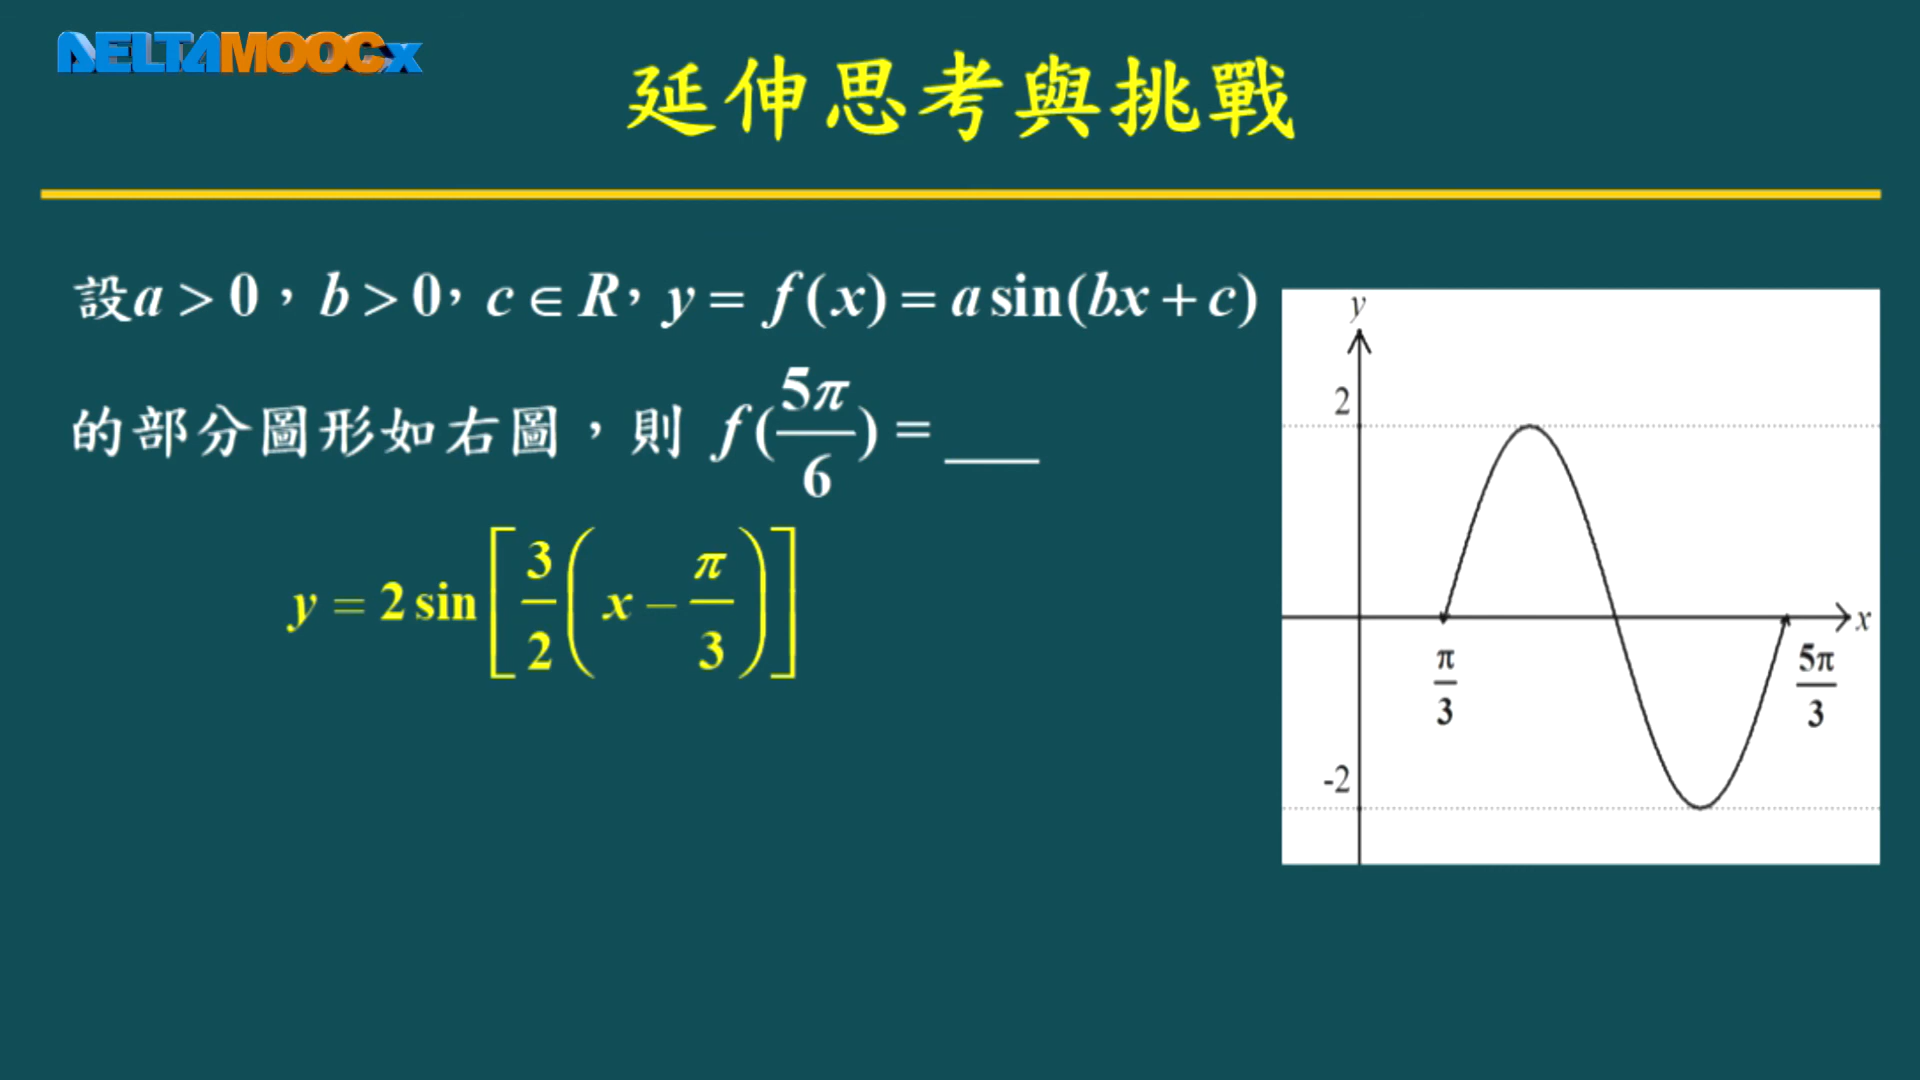 DELTAMOOCx
延伸思考與挑戰
設a > 0，b > 0，c ∈ R，y = f(x) = a sin(bx + c)
的部分圖形如右圖，則 f(5π/6) = ___
y = 2 sin[3/2(x − π/3)]
y
2
x
π/3
5π/3
-2